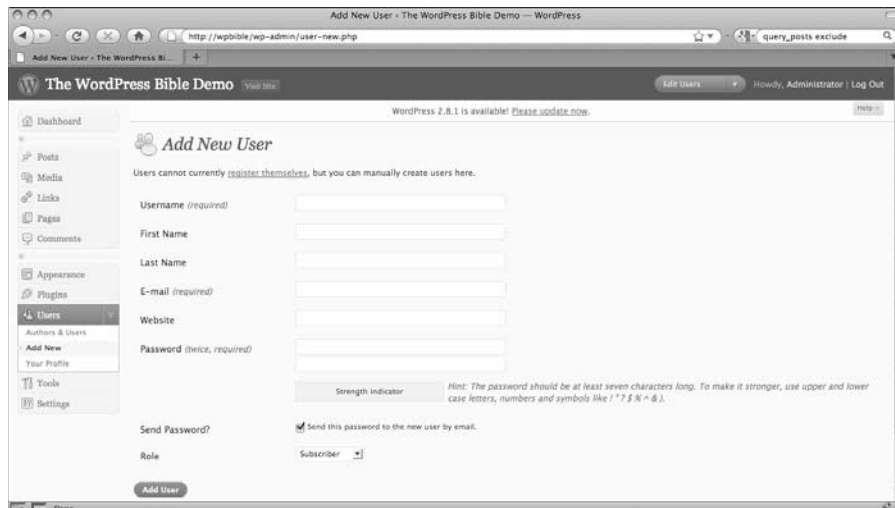 Add New User ‹ The WordPress Bible Demo — WordPress
http://wpbible/wp-admin/user-new.php
query_posts exclude
Add New User ‹ The WordPress Bi...
The WordPress Bible Demo
Visit Site
Edit Users
Howdy, Administrator | Log Out
WordPress 2.8.1 is available! Please update now.
Help
Dashboard
Posts
Media
Links
Pages
Comments
Appearance
Plugins
Users
Authors & Users
Add New
Your Profile
Tools
Settings
Add New User
Users cannot currently register themselves, but you can manually create users here.
Username (required)
First Name
Last Name
E-mail (required)
Website
Password (twice, required)
Strength indicator
Hint: The password should be at least seven characters long. To make it stronger, use upper and lower
case letters, numbers and symbols like ! " ? $ % ^ & ).
Send Password?
Send this password to the new user by email.
Role
Subscriber
Add User